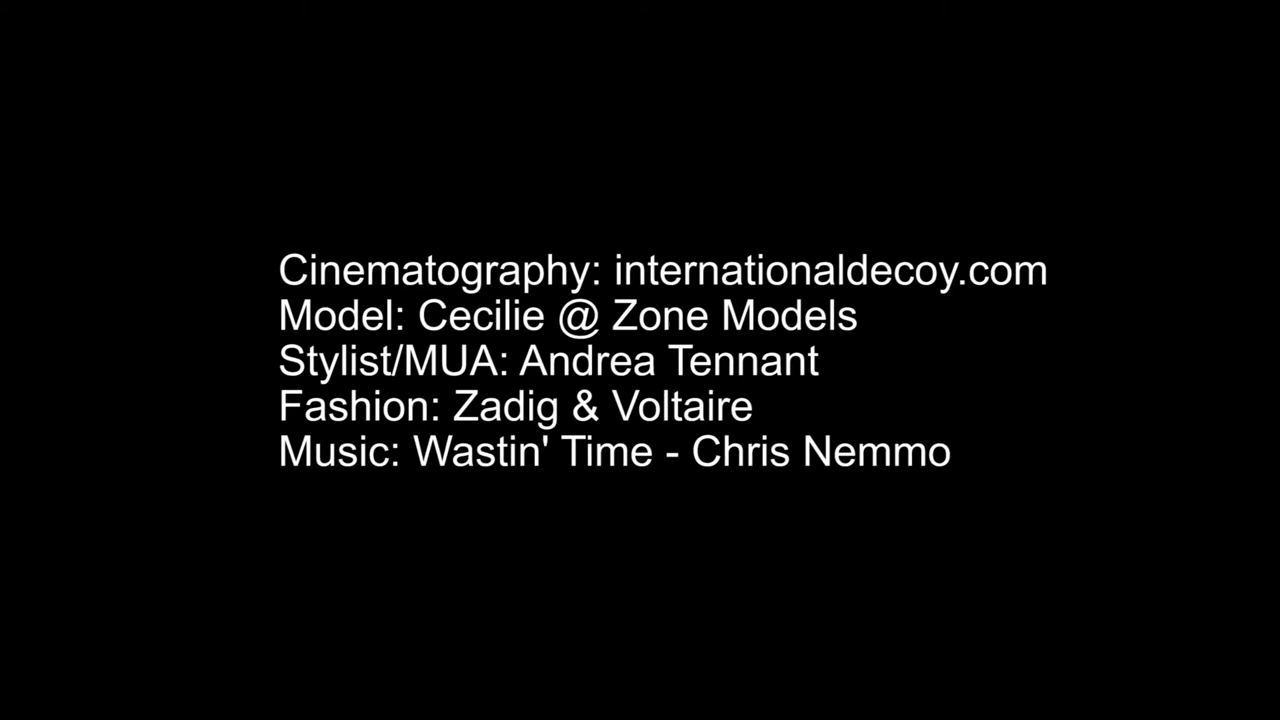 Cinematography: internationaldecoy.com
Model: Cecilie @ Zone Models
Stylist/MUA: Andrea Tennant
Fashion: Zadig & Voltaire
Music: Wastin' Time - Chris Nemmo